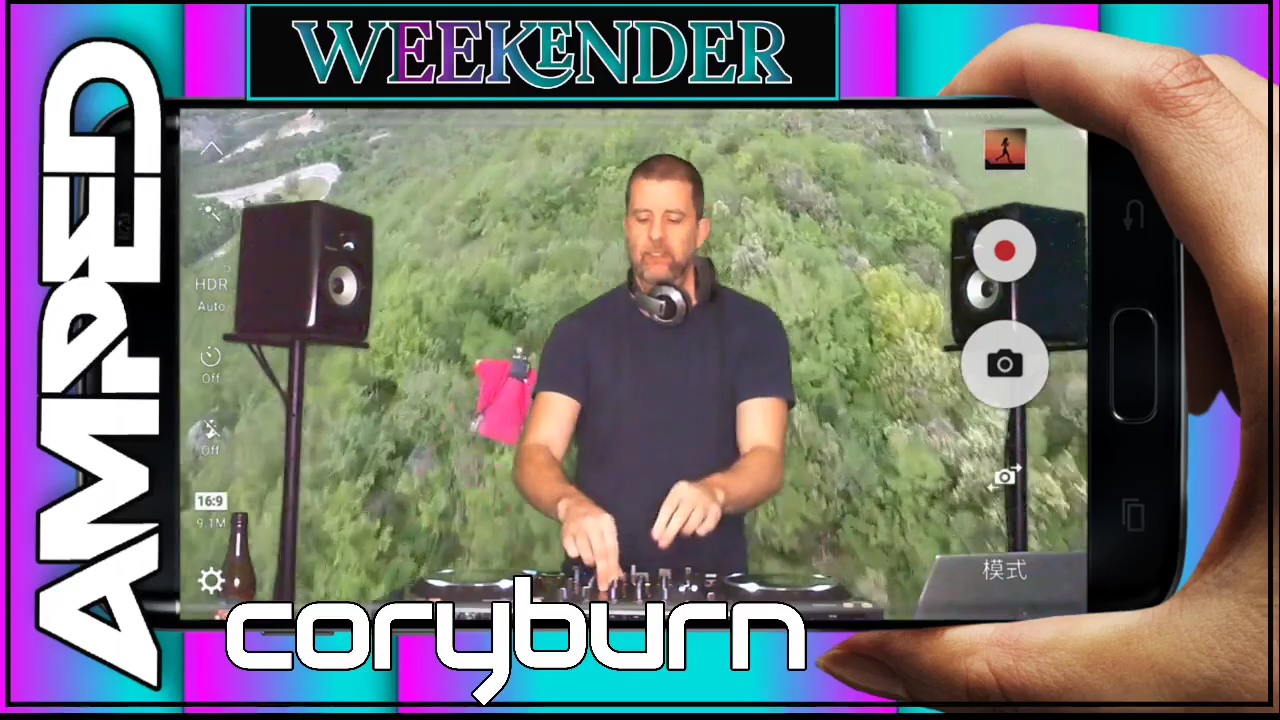 WEEKENDER
AMPED
HDR
Auto
Off
Off
16:9
9.1M
模式
coryburn